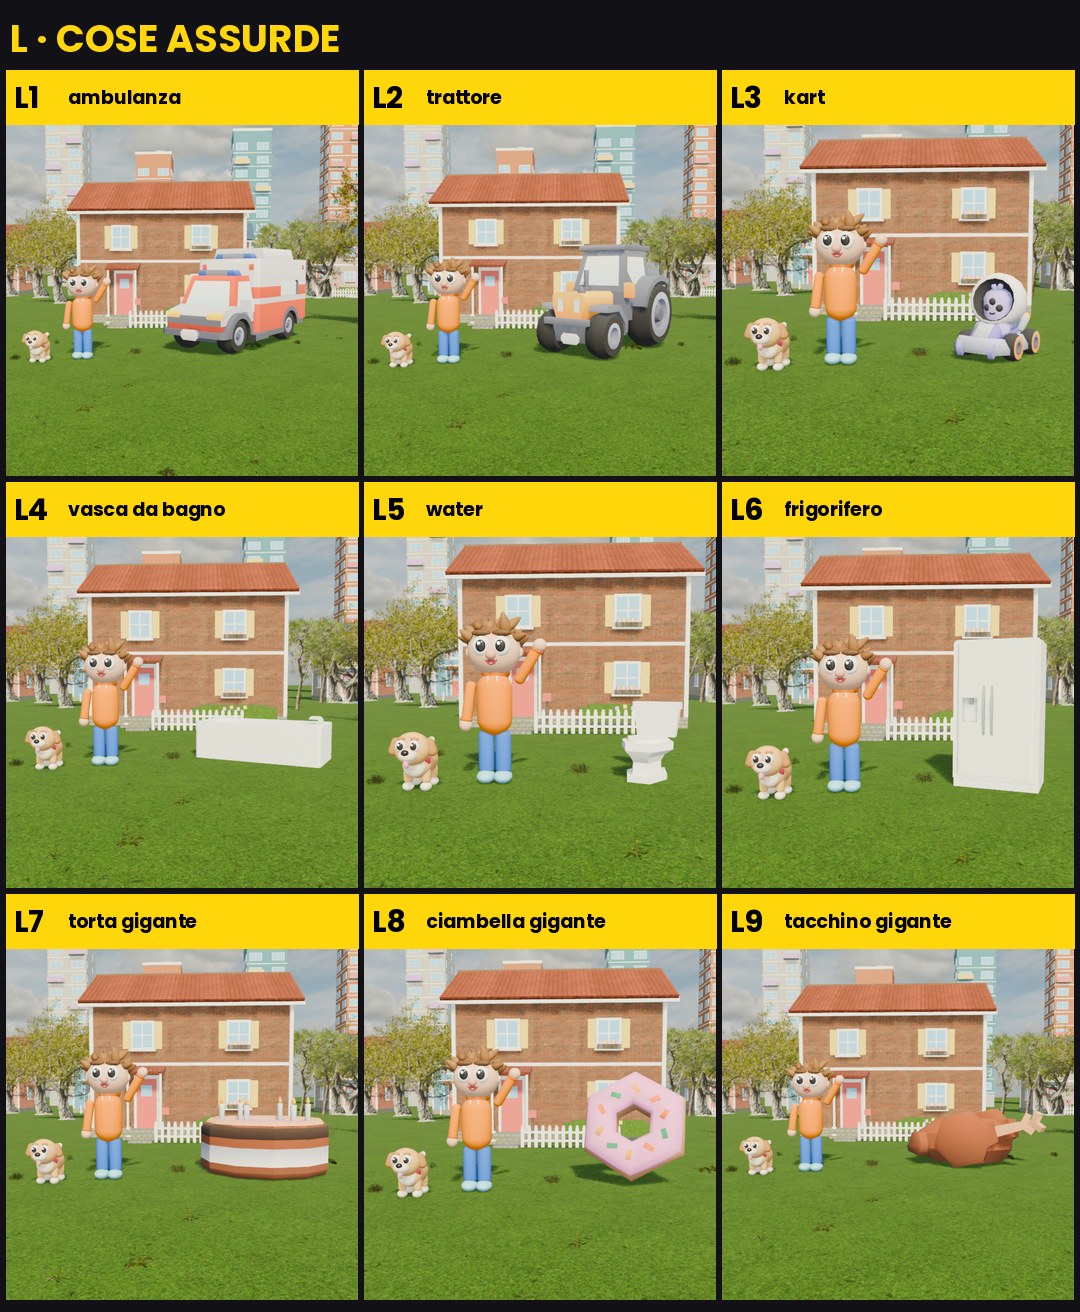 L · COSE ASSURDE
L1 ambulanza
L2 trattore
L3 kart
L4 vasca da bagno
L5 water
L6 frigorifero
L7 torta gigante
L8 ciambella gigante
L9 tacchino gigante